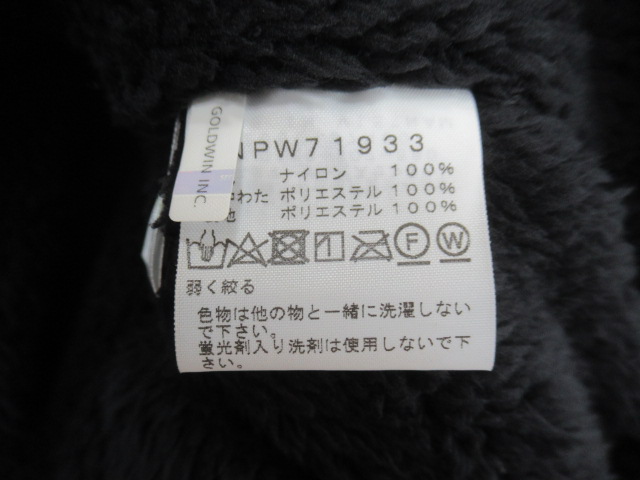 GOLDWIN INC.
NPW71933
ナイロン 100%
わた ポリエステル 100%
地 ポリエステル 100%
F W
弱く絞る
色物は他の物と一緒に洗濯しない
で下さい。
蛍光剤入り洗剤は使用しないで下
さい。